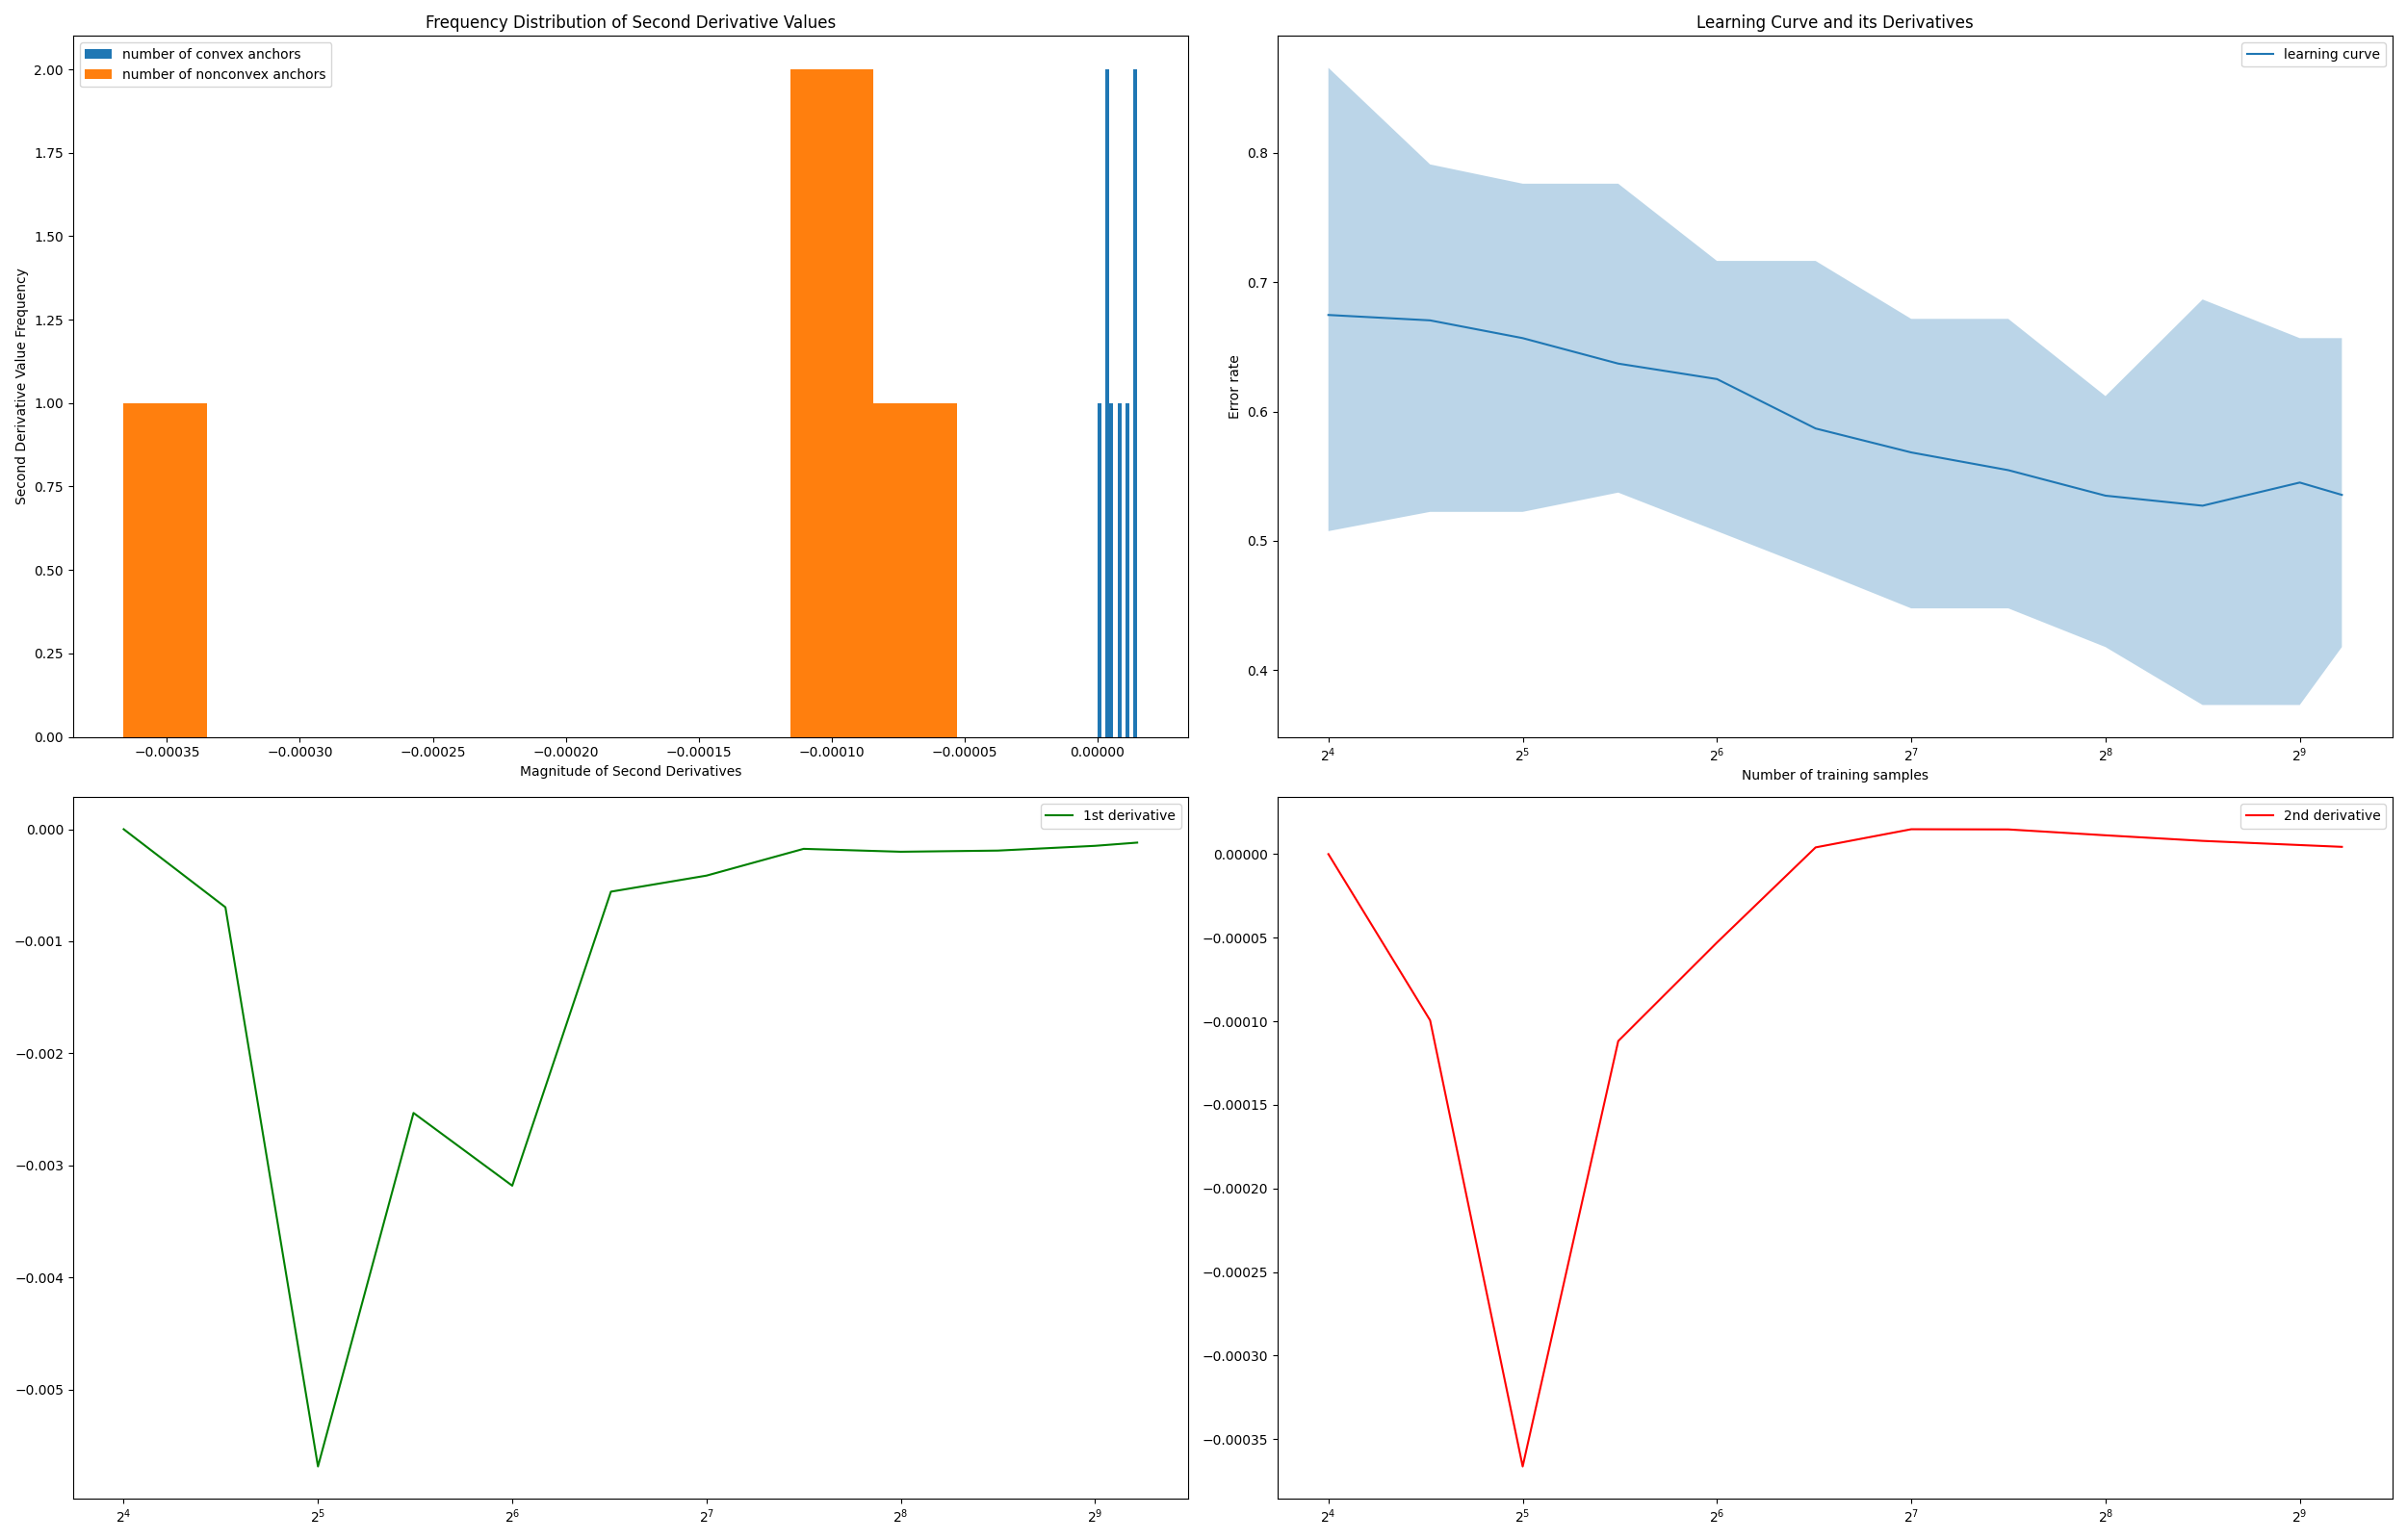 Frequency Distribution of Second Derivative Values
number of convex anchors
number of nonconvex anchors
2.00
1.75
1.50
1.25
1.00
0.75
0.50
0.25
0.00
Second Derivative Value Frequency
−0.00035 −0.00030 −0.00025 −0.00020 −0.00015 −0.00010 −0.00005 0.00000
Magnitude of Second Derivatives
Learning Curve and its Derivatives
learning curve
0.8
0.7
0.6
0.5
0.4
Error rate
2⁴ 2⁵ 2⁶ 2⁷ 2⁸ 2⁹
Number of training samples
1st derivative
0.000
−0.001
−0.002
−0.003
−0.004
−0.005
2⁴ 2⁵ 2⁶ 2⁷ 2⁸ 2⁹
2nd derivative
0.00000
−0.00005
−0.00010
−0.00015
−0.00020
−0.00025
−0.00030
−0.00035
2⁴ 2⁵ 2⁶ 2⁷ 2⁸ 2⁹